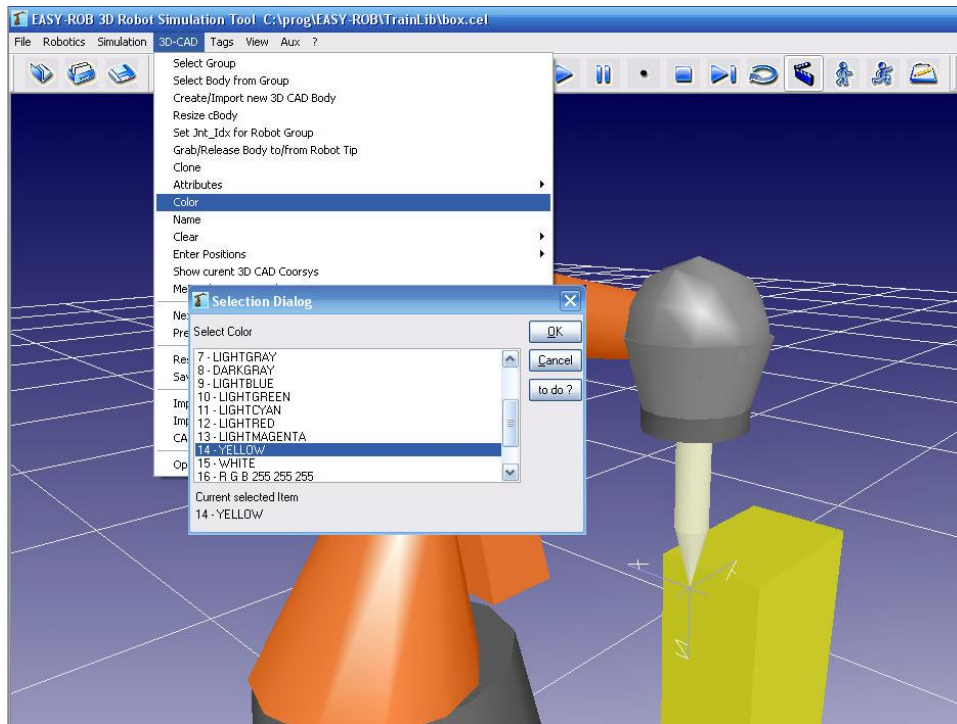 EASY-ROB 3D Robot Simulation Tool C:\prog\EASY-ROB\TrainLib\box.cel
File Robotics Simulation 3D-CAD Tags View Aux ?
Select Group
Select Body from Group
Create/Import new 3D CAD Body
Resize cBody
Set Jnt_Idx for Robot Group
Grab/Release Body to/from Robot Tip
Clone
Attributes
Color
Name
Clear
Enter Positions
Show curent 3D CAD Coorsys
Selection Dialog
Select Color
OK
7 - LIGHTGRAY
Cancel
8 - DARKGRAY
9 - LIGHTBLUE
to do ?
10 - LIGHTGREEN
11 - LIGHTCYAN
12 - LIGHTRED
13 - LIGHTMAGENTA
14 - YELLOW
15 - WHITE
16 - R G B 255 255 255
Current selected Item
14 - YELLOW